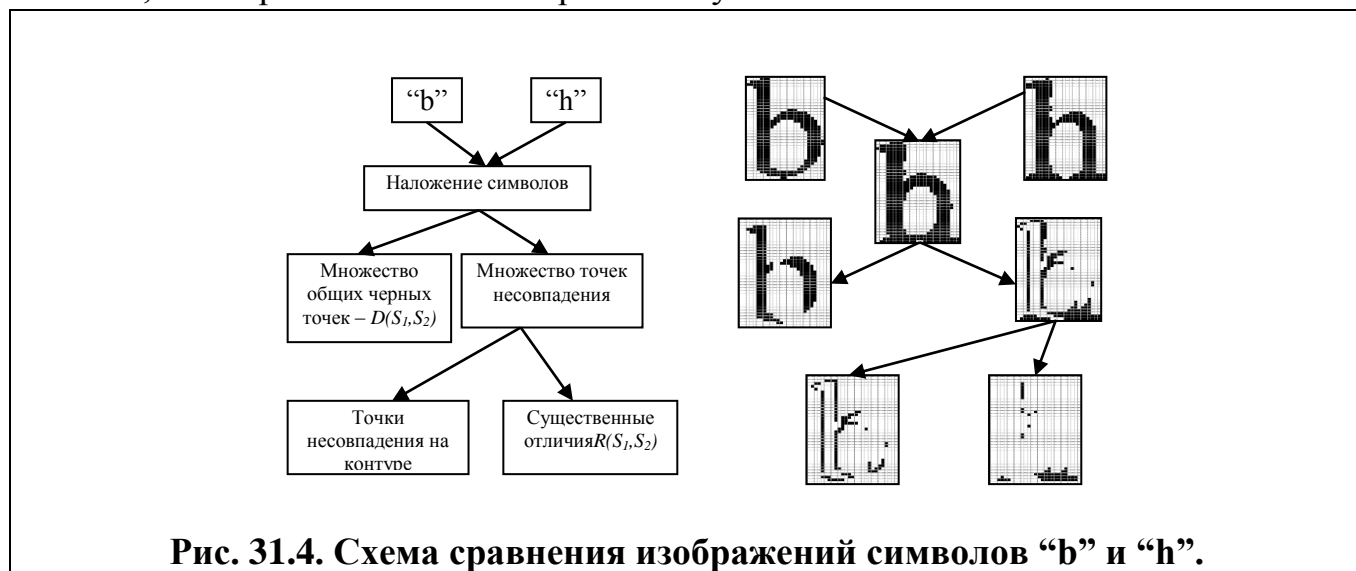 “b” “h”
Наложение символов
Множество
общих черных
точек – D(S1,S2)
Множество точек
несовпадения
Точки
несовпадения на
контуре
Существенные
отличияR(S1,S2)
Рис. 31.4. Схема сравнения изображений символов “b” и “h”.